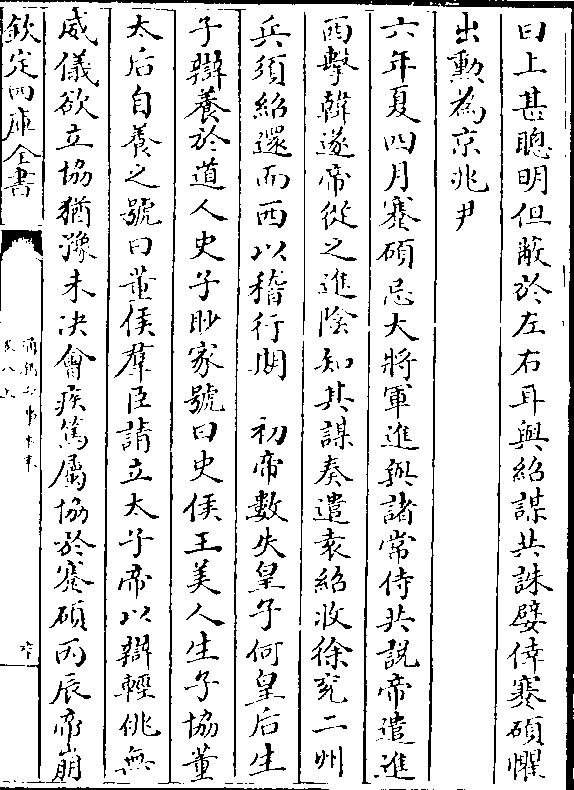 曰上甚聰明但蔽於左右耳與紹謀共誅嬖倖蹇碩懼
出勲為京兆尹
六年夏四月蹇碩忌大將軍進與諸常侍共說帝遣進
西擊韓遂帝從之進陰知其謀奏遣袁紹收徐兗二州
兵須紹還而西以稽行期　初帝數失皇子何皇后生
子辯養於道人史子眇家號曰史侯王美人生子協董
太后自養之號曰董侯羣臣請立太子帝以辯輕佻無
威儀欲立協猶豫未決會疾篤屬協於蹇碩丙辰帝崩
欽定四庫全書
通鑑紀事本末